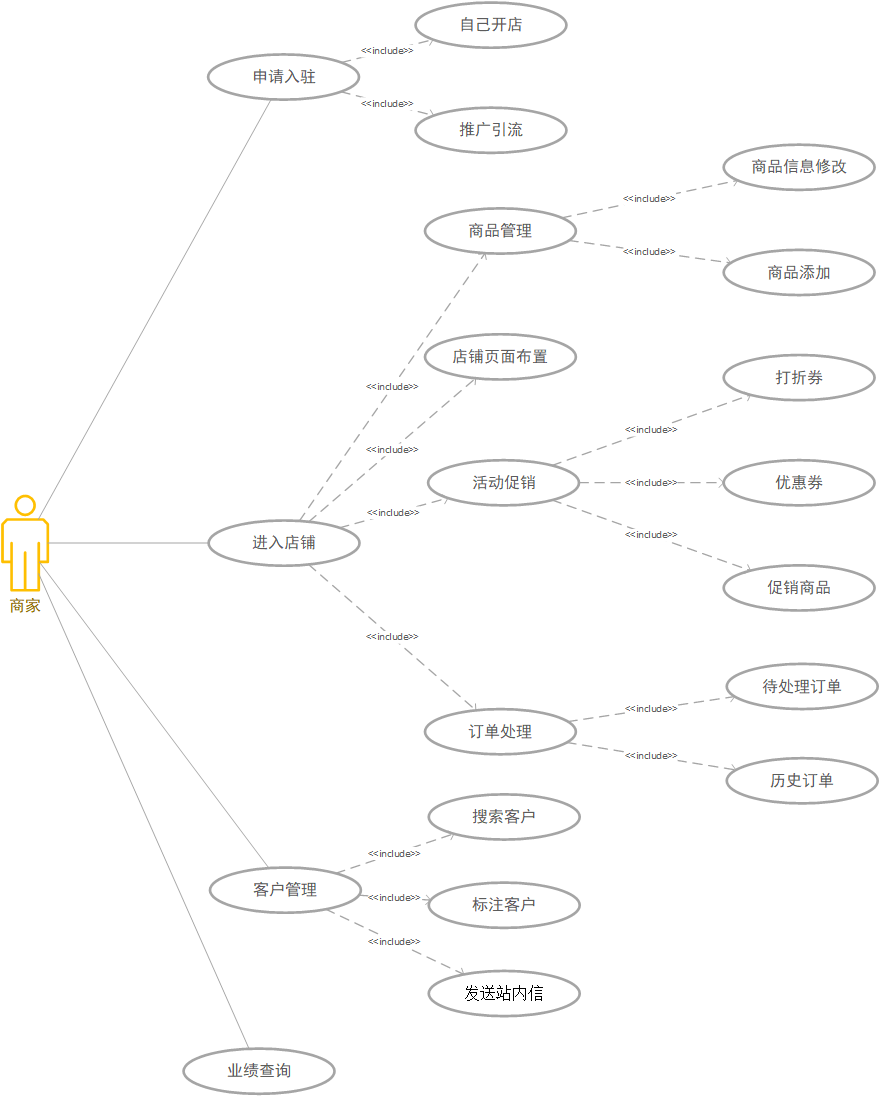 自己开店
<<include>>
申请入驻
<<include>>
推广引流
商品信息修改
<<include>>
商品管理
<<include>>
商品添加
店铺页面布置
打折券
<<include>>
<<include>>
<<include>>
活动促销
<<include>>
优惠劵
<<include>>
<<include>>
进入店铺
促销商品
商家
<<include>>
待处理订单
<<include>>
订单处理
<<include>>
历史订单
搜索客户
<<include>>
客户管理
<<include>>
标注客户
<<include>>
发送站内信
业绩查询